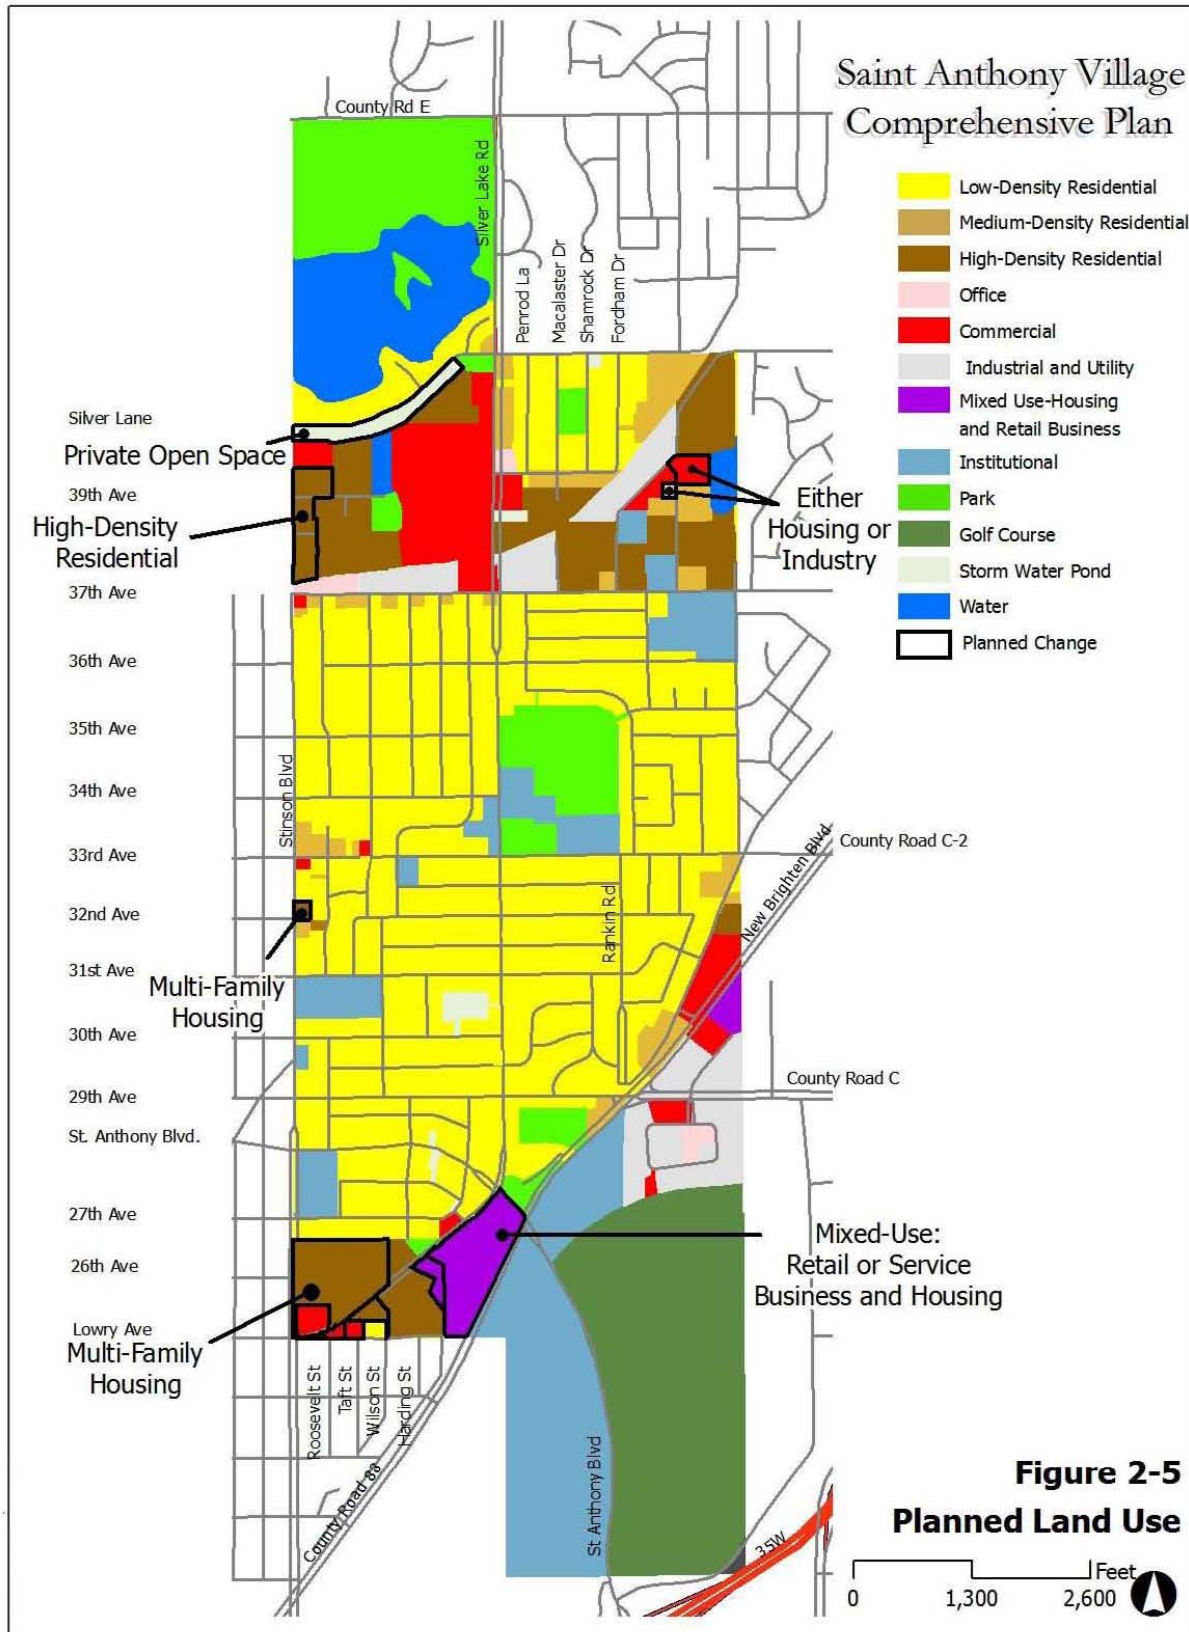 Saint Anthony Village
Comprehensive Plan
Low-Density Residential
Medium-Density Residential
High-Density Residential
Office
Commercial
Industrial and Utility
Mixed Use-Housing
and Retail Business
Institutional
Park
Golf Course
Storm Water Pond
Water
Planned Change
County Rd E
Silver Lake Rd
Penrod La
Macalaster Dr
Shamrock Dr
Fordham Dr
Silver Lane
Private Open Space
39th Ave
High-Density
Residential
Either
Housing or
Industry
37th Ave
36th Ave
35th Ave
Stinson Blvd
34th Ave
33rd Ave
County Road C-2
New Brighten Blvd
Rankin Rd
32nd Ave
31st Ave
Multi-Family
Housing
30th Ave
County Road C
29th Ave
St. Anthony Blvd.
27th Ave
Mixed-Use:
Retail or Service
Business and Housing
26th Ave
Lowry Ave
Multi-Family
Housing
Roosevelt St
Taft St
Wilson St
Harding St
County Road 88
St Anthony Blvd
35W
Figure 2-5
Planned Land Use
Feet
0 1,300 2,600